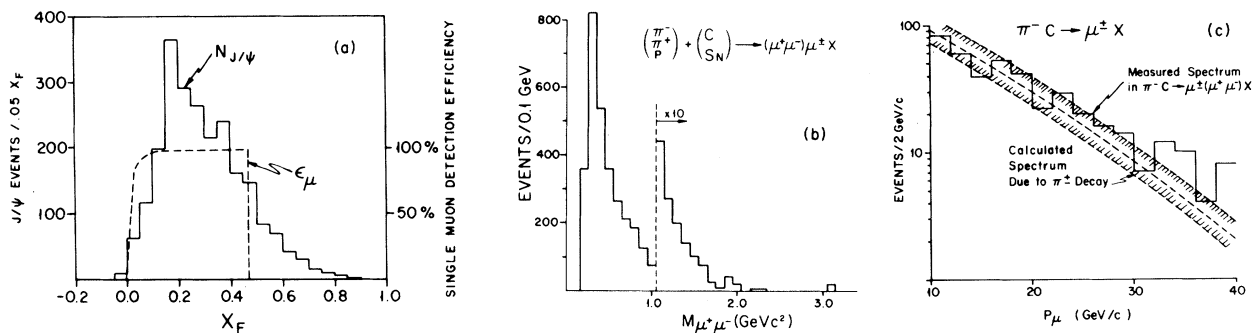 400
300
200
100
0
J/ψ EVENTS / .05 X_F
(a)
N_J/ψ
ϵ_μ
100%
50%
SINGLE MUON DETECTION EFFICIENCY
-0.2 0.0 0.2 0.4 0.6 0.8 1.0
X_F
800
600
400
200
EVENTS/0.1 GeV
(π⁻ π⁺ P) + (C S_N) → (μ⁺μ⁻)μ^± X
x10
(b)
1.0 2.0 3.0
M_μ⁺μ⁻(GeVc²)
100
10
EVENTS/2 GeV/c
π⁻ C → μ^± X
(c)
Measured Spectrum
in π⁻C→μ^±(μ⁺μ⁻)X
Calculated
Spectrum
Due to π^± Decay
10 20 30 40
P_μ (GeV/c)